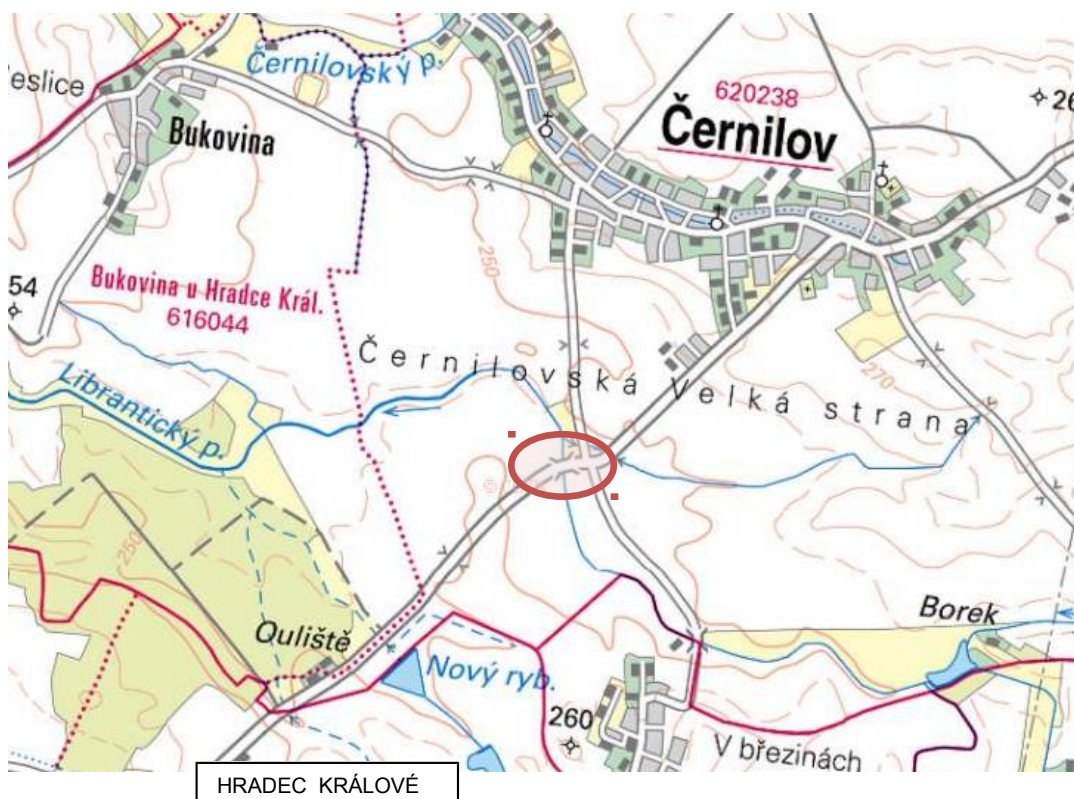 Černilovský p.
eslice
Bukovina
620238
Černilov
26
250
54
Bukovina u Hradce Král.
616044
Černilovská Velká strana
270
Librantický p.
250
Borek
Ouliště
Nový ryb.
260
V březinách
HRADEC KRÁLOVÉ